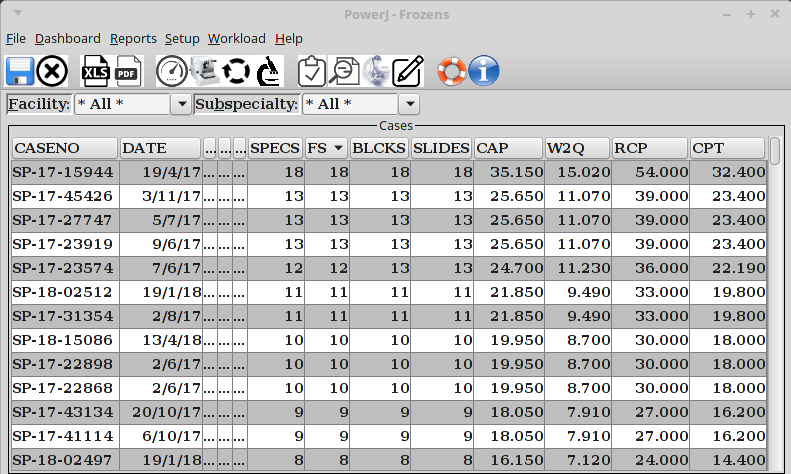 PowerJ - Frozens
File Dashboard Reports Setup Workload Help
XLS PDF
Facility: * All * Subspecialty: * All *
Cases
CASENO DATE ... ... ... SPECS FS BLCKS SLIDES CAP W2Q RCP CPT
SP-17-15944 19/4/17 ... ... ... 18 18 18 18 35.150 15.020 54.000 32.400
SP-17-45426 3/11/17 ... ... ... 13 13 13 13 25.650 11.070 39.000 23.400
SP-17-27747 5/7/17 ... ... ... 13 13 13 13 25.650 11.070 39.000 23.400
SP-17-23919 9/6/17 ... ... ... 13 13 13 13 25.650 11.070 39.000 23.400
SP-17-23574 7/6/17 ... ... ... 12 12 13 13 24.700 11.230 36.000 22.190
SP-18-02512 19/1/18 ... ... ... 11 11 11 11 21.850 9.490 33.000 19.800
SP-17-31354 2/8/17 ... ... ... 11 11 11 11 21.850 9.490 33.000 19.800
SP-18-15086 13/4/18 ... ... ... 10 10 10 10 19.950 8.700 30.000 18.000
SP-17-22898 2/6/17 ... ... ... 10 10 10 10 19.950 8.700 30.000 18.000
SP-17-22868 2/6/17 ... ... ... 10 10 10 10 19.950 8.700 30.000 18.000
SP-17-43134 20/10/17 ... ... ... 9 9 9 9 18.050 7.910 27.000 16.200
SP-17-41114 6/10/17 ... ... ... 9 9 9 9 18.050 7.910 27.000 16.200
SP-18-02497 19/1/18 ... ... ... 8 8 8 8 16.150 7.120 24.000 14.400